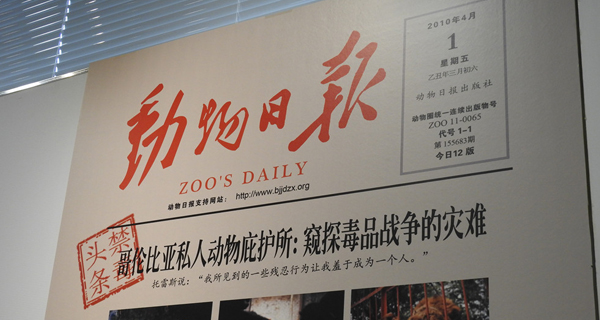 動物日報
ZOO'S DAILY
动物日报支持网站： http://www.bjjdzx.org
2010年4月
1
星期五
乙丑年三月初六
动物日报出版社
动物圈统一连续出版物号
ZOO 11-0065
代号 1-1
第 155683期
今日12 版
禁毒
头条
哥伦比亚私人动物庇护所: 窥探毒品战争的灾难
托雷斯说：“我所见到的一些残忍行为让我羞于成为一个人。”